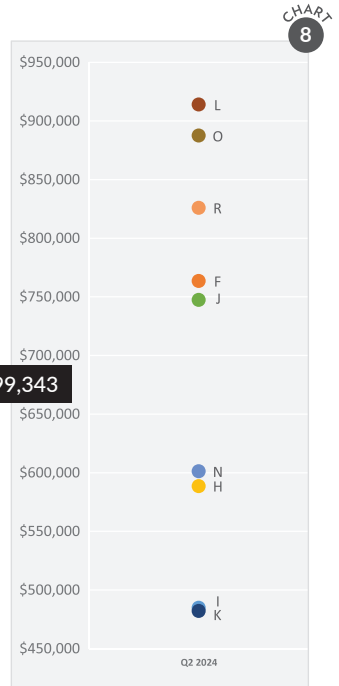 CHART
8
$950,000
L
$900,000
O
$850,000
R
$800,000
F
$750,000
J
$700,000
99,343
$650,000
$600,000
N
H
$550,000
$500,000
I
K
$450,000
Q2 2024